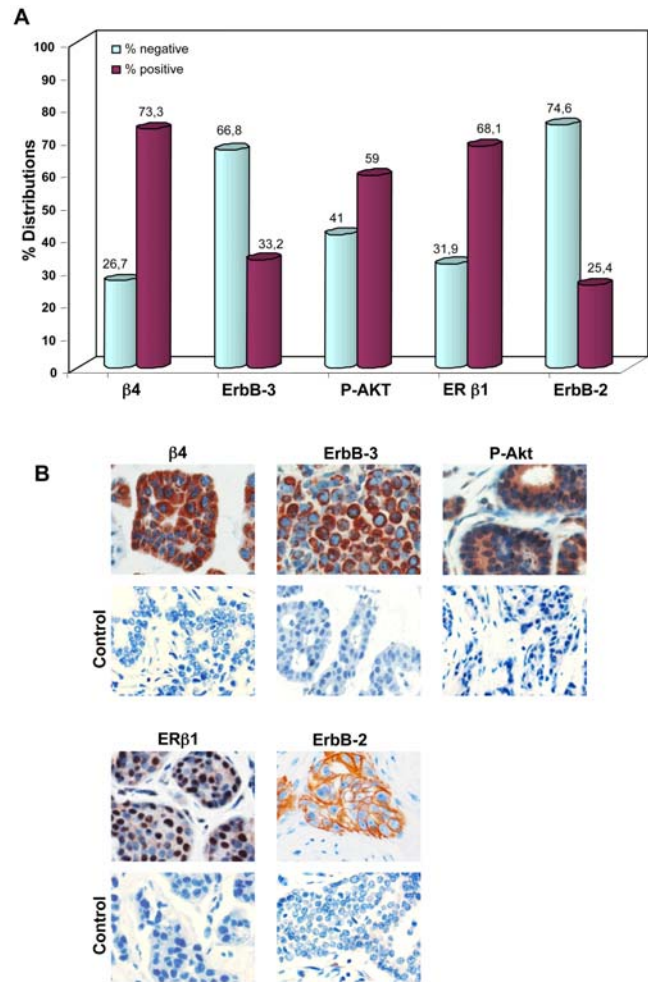 A
% negative
% positive
% Distributions
100
90
80
70
60
50
40
30
20
10
0
26,7
73,3
66,8
33,2
41
59
31,9
68,1
74,6
25,4
β4
ErbB-3
P-AKT
ER β1
ErbB-2
B
β4
ErbB-3
P-Akt
Control
ERβ1
ErbB-2
Control